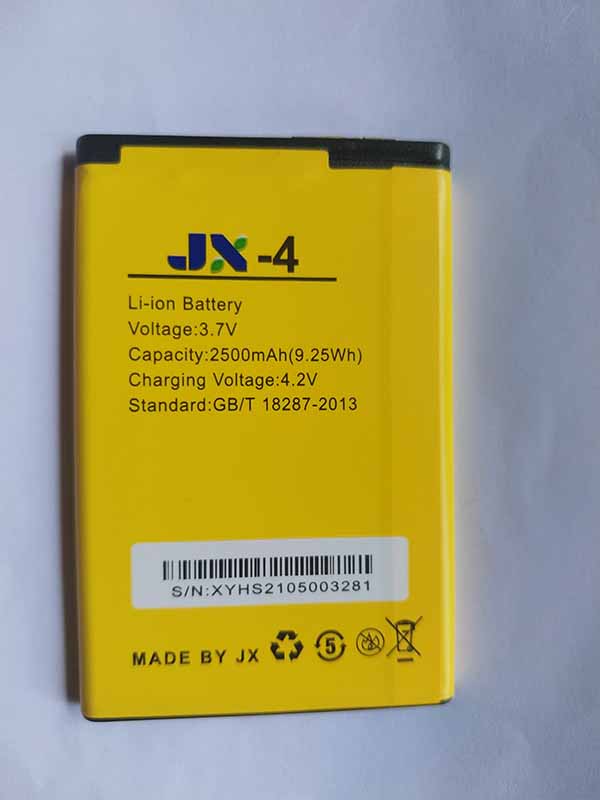 JX-4
Li-ion Battery
Voltage:3.7V
Capacity:2500mAh(9.25Wh)
Charging Voltage:4.2V
Standard:GB/T 18287-2013
S/N:XYHS2105003281
MADE BY JX 5